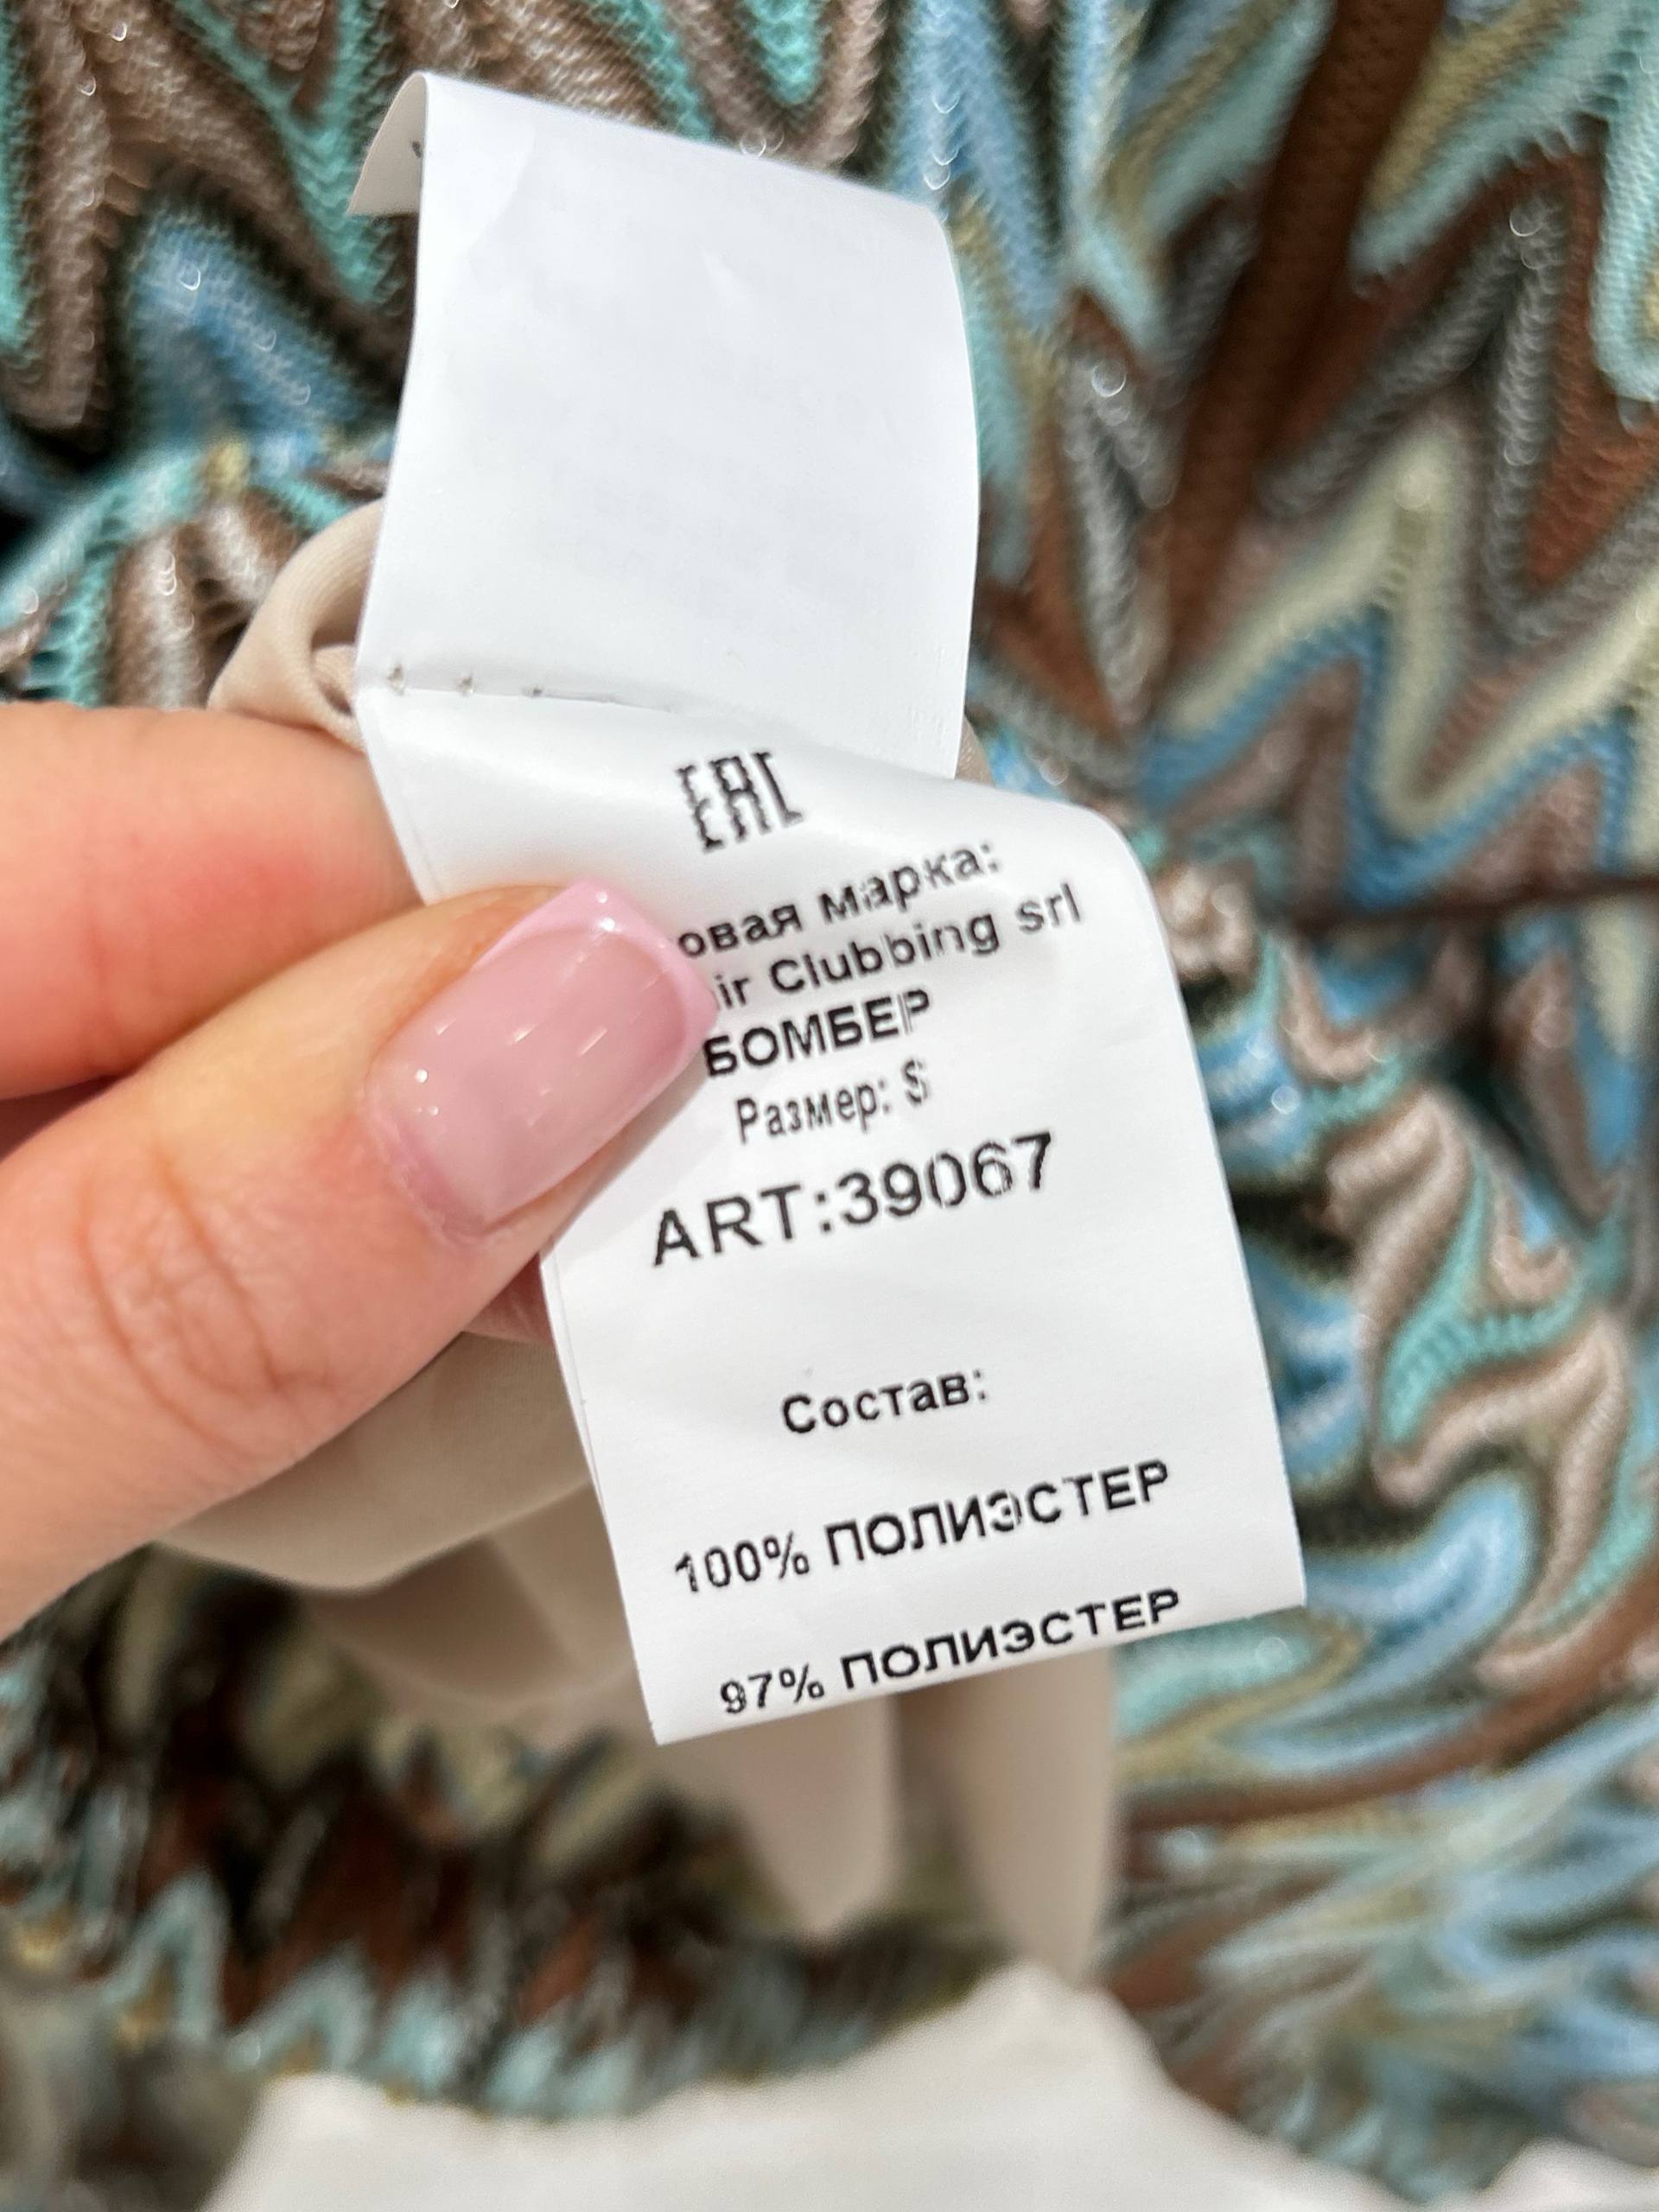 EAC
овая марка:
ir Clubbing srl
БОМБЕР
Размер: S
ART:39067
Состав:
100% ПОЛИЭСТЕР
97% ПОЛИЭСТЕР